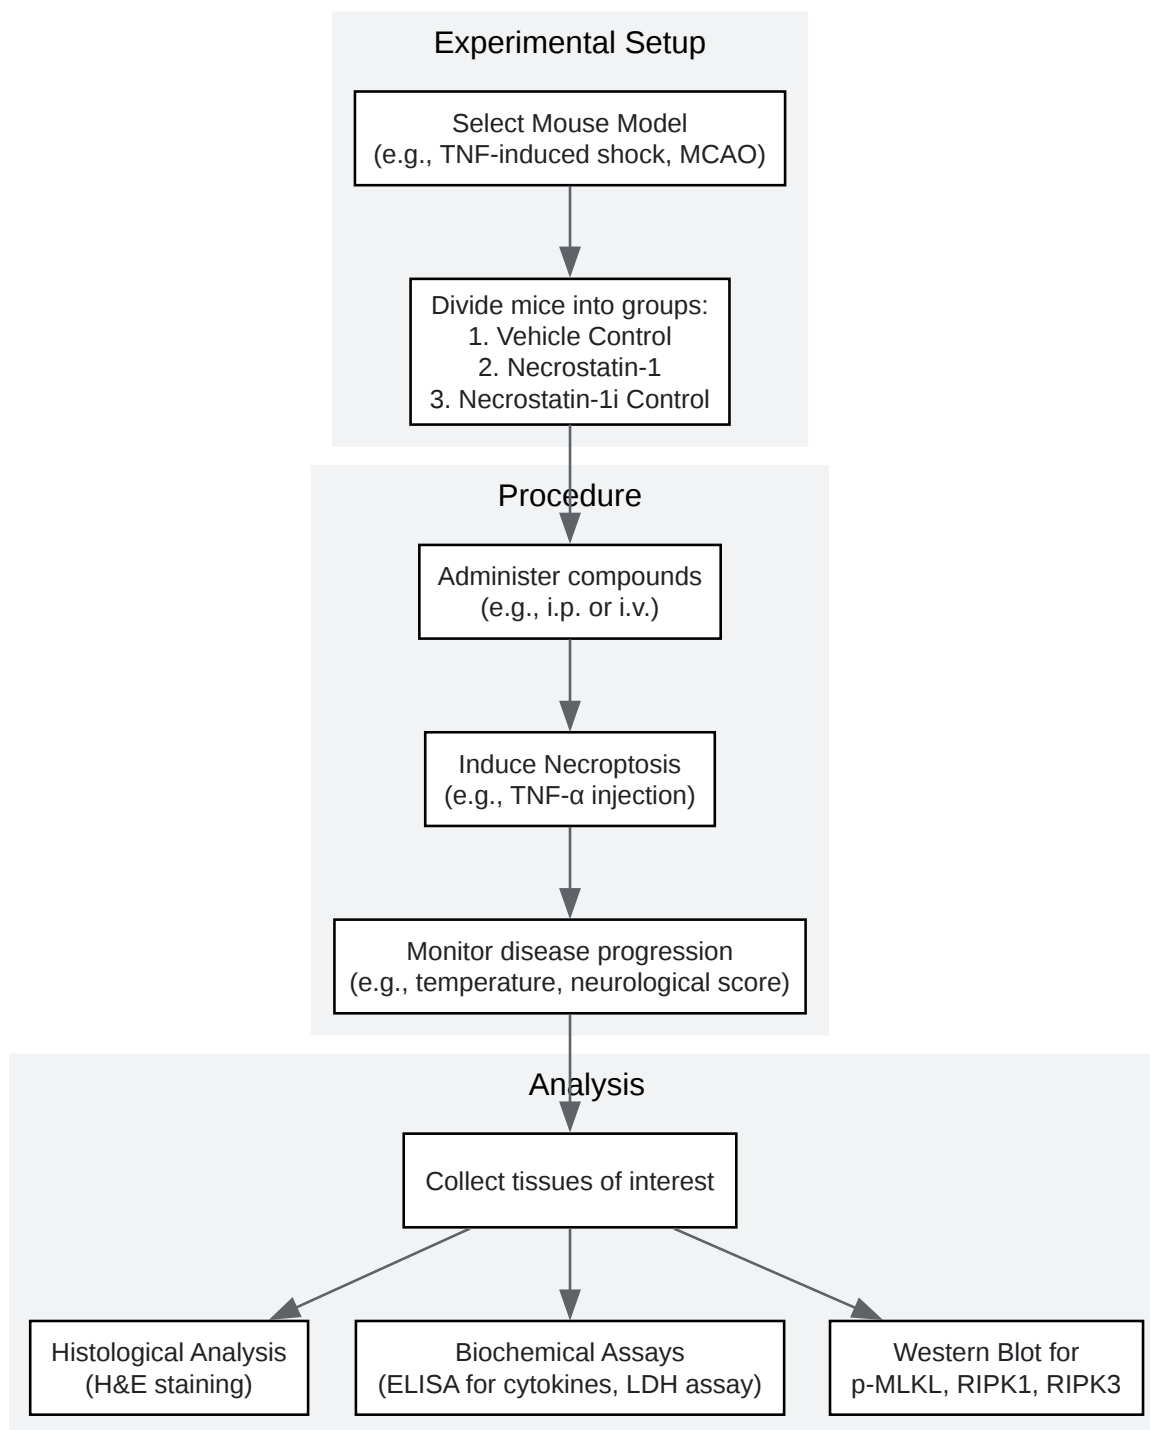 Experimental Setup
Select Mouse Model
(e.g., TNF-induced shock, MCAO)
Divide mice into groups:
1. Vehicle Control
2. Necrostatin-1
3. Necrostatin-1i Control
Procedure
Administer compounds
(e.g., i.p. or i.v.)
Induce Necroptosis
(e.g., TNF-α injection)
Monitor disease progression
(e.g., temperature, neurological score)
Analysis
Collect tissues of interest
Histological Analysis
(H&E staining)
Biochemical Assays
(ELISA for cytokines, LDH assay)
Western Blot for
p-MLKL, RIPK1, RIPK3